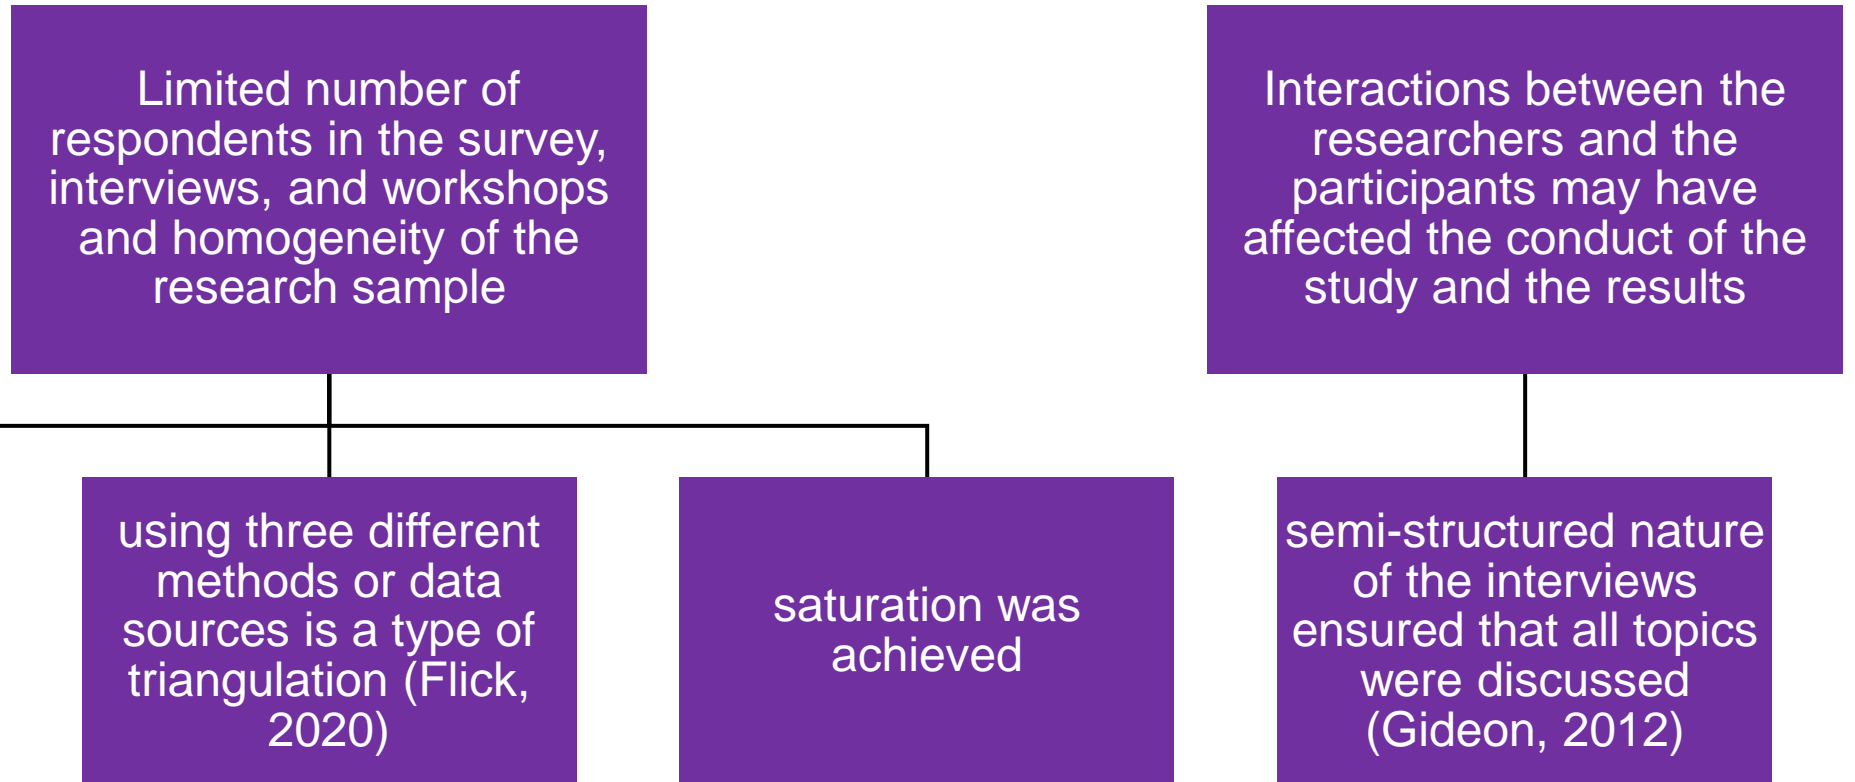 Limited number of
respondents in the survey,
interviews, and workshops
and homogeneity of the
research sample
Interactions between the
researchers and the
participants may have
affected the conduct of the
study and the results
using three different
methods or data
sources is a type of
triangulation (Flick,
2020)
saturation was
achieved
semi-structured nature
of the interviews
ensured that all topics
were discussed
(Gideon, 2012)